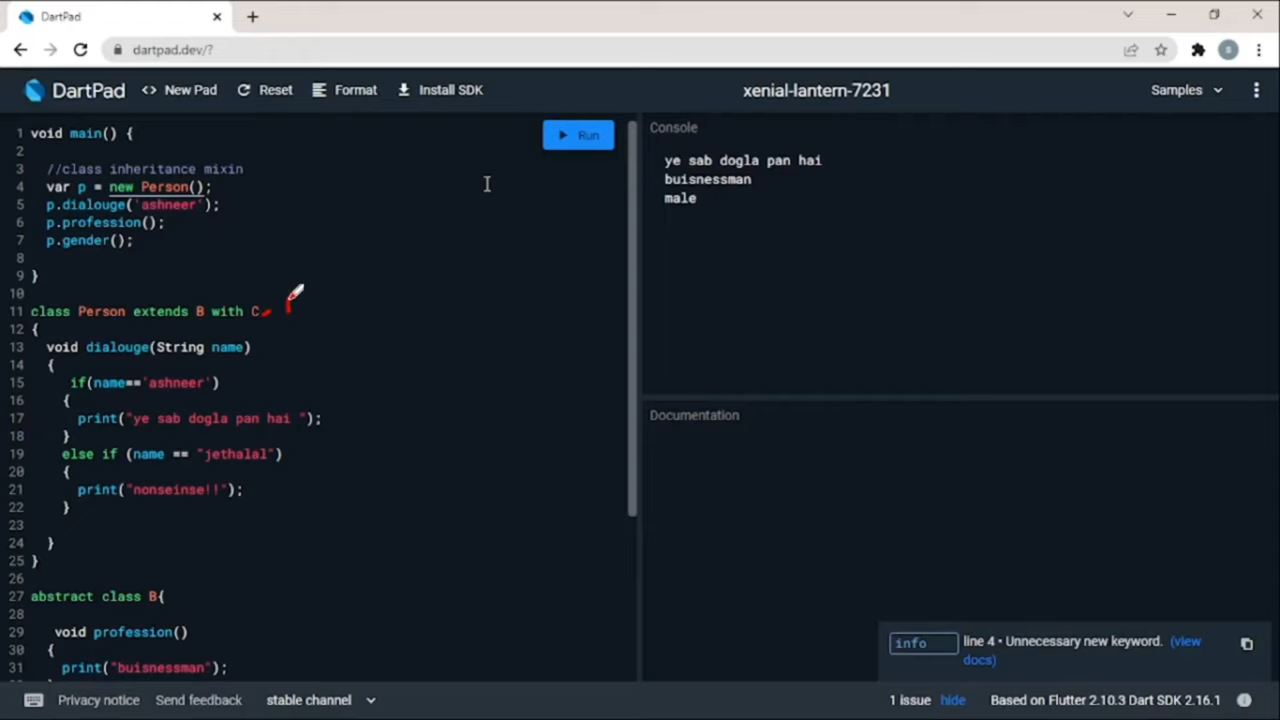 DartPad
dartpad.dev/?
DartPad
<> New Pad
Reset
Format
Install SDK
xenial-lantern-7231
Samples
1 void main() {
2
3 //class inheritance mixin
4 var p = new Person();
5 p.dialouge('ashneer');
6 p.profession();
7 p.gender();
8
9 }
10
11 class Person extends B with C
12 {
13 void dialouge(String name)
14 {
15 if(name=='ashneer')
16 {
17 print("ye sab dogla pan hai ");
18 }
19 else if (name == "jethalal")
20 {
21 print("nonseinse!!");
22 }
23
24 }
25 }
26
27 abstract class B{
28
29 void profession()
30 {
31 print("buisnessman");
Run
Console
ye sab dogla pan hai
buisnessman
male
Documentation
info
line 4 • Unnecessary new keyword. (view
docs)
Privacy notice
Send feedback
stable channel
1 issue
hide
Based on Flutter 2.10.3 Dart SDK 2.16.1